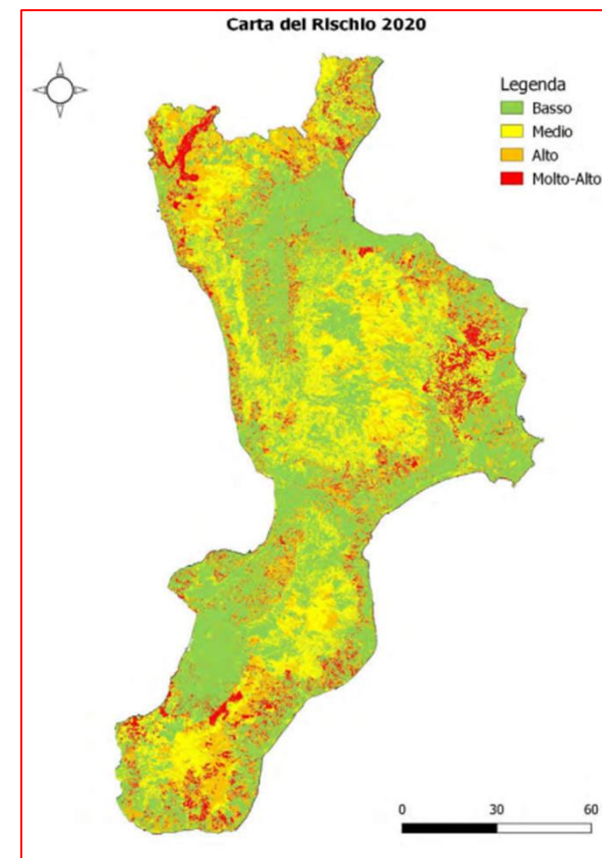 Carta del Rischio 2020
Legenda
Basso
Medio
Alto
Molto-Alto
0 30 60